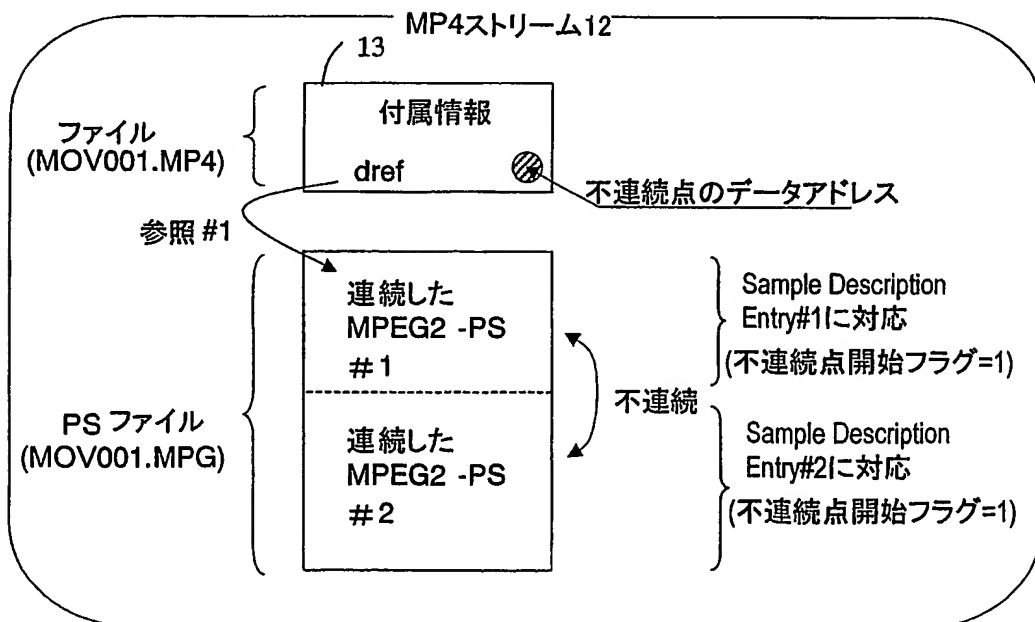 MP4ストリーム12
13
付属情報
ファイル
(MOV001.MP4)
dref
不連続点のデータアドレス
参照 #1
連続した
MPEG2 -PS
#1
Sample Description
Entry#1に対応
(不連続点開始フラグ=1)
不連続
PS ファイル
(MOV001.MPG)
連続した
MPEG2 -PS
#2
Sample Description
Entry#2に対応
(不連続点開始フラグ=1)